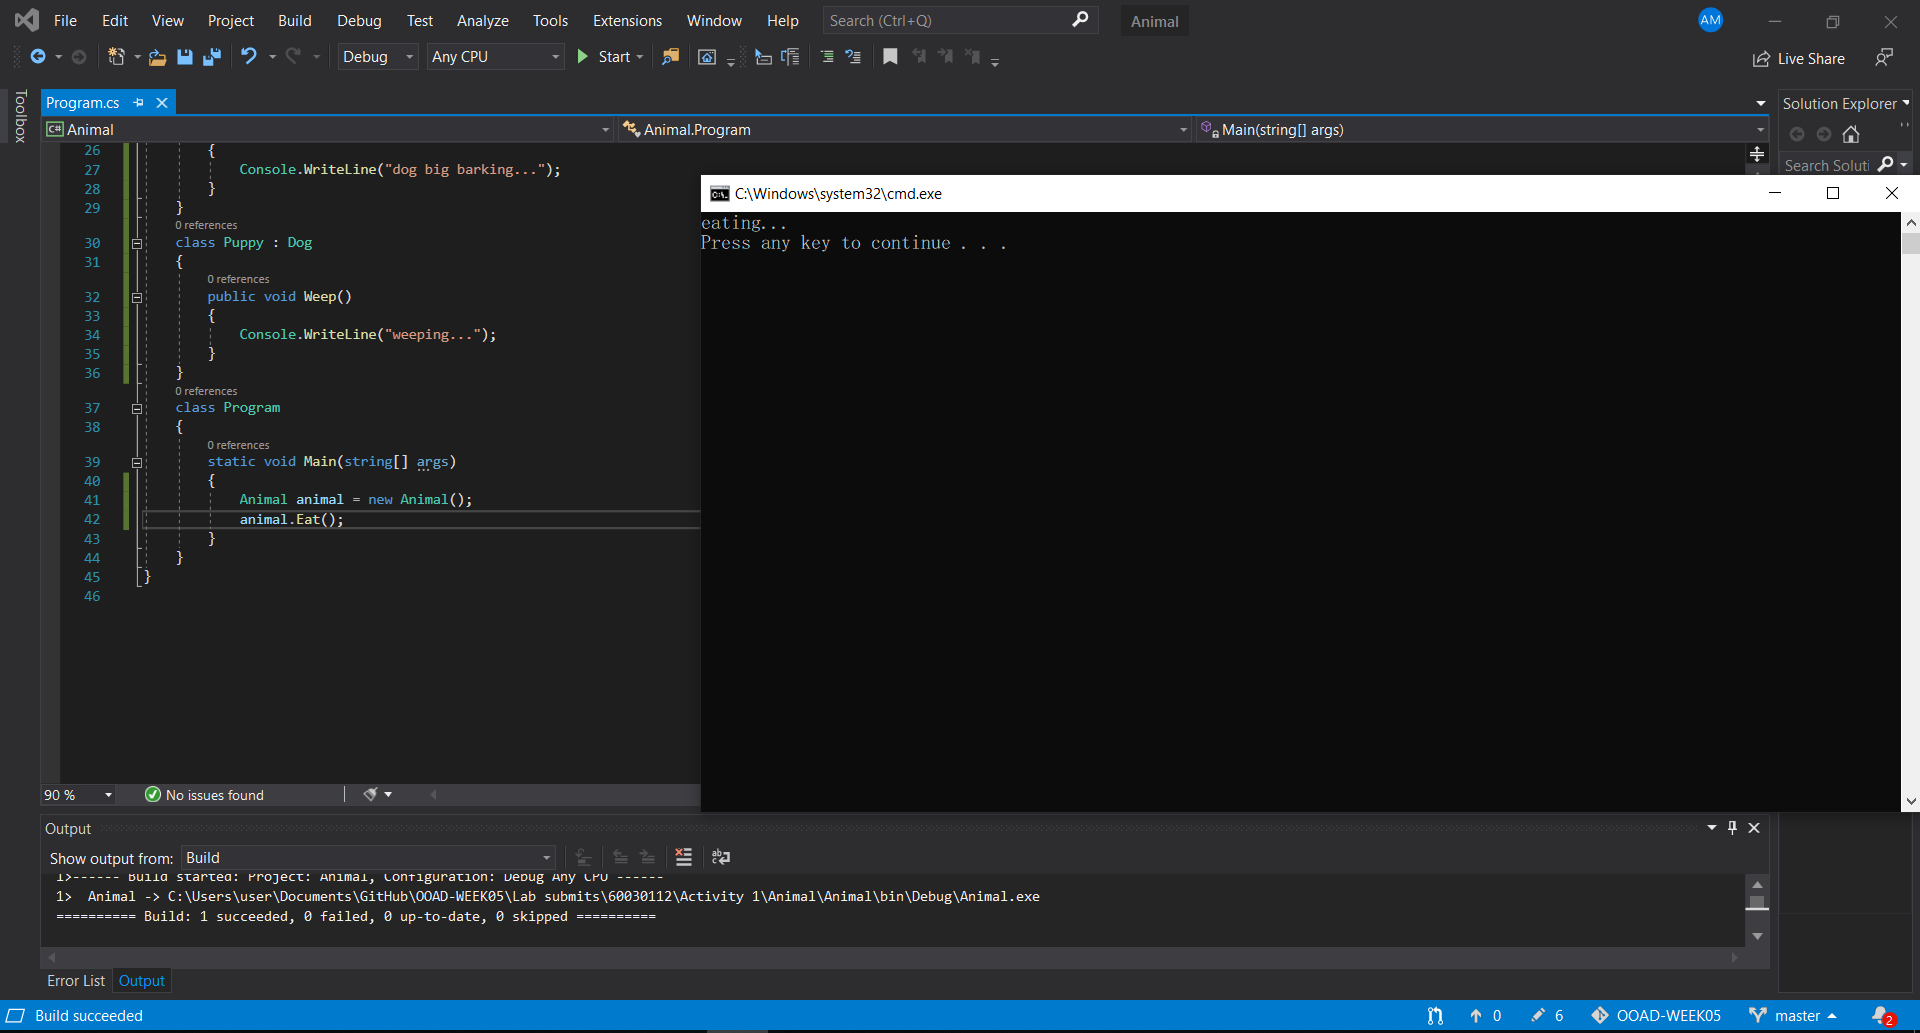 File Edit View Project Build Debug Test Analyze Tools Extensions Window Help Search (Ctrl+Q) Animal AM
Debug Any CPU Start Live Share
Toolbox
Program.cs
Solution Explorer
C# Animal Animal.Program Main(string[] args)
Search Soluti
26 {
27 Console.WriteLine("dog big barking...");
28 }
29 }
0 references
30 class Puppy : Dog
31 {
0 references
32 public void Weep()
33 {
34 Console.WriteLine("weeping...");
35 }
36 }
0 references
37 class Program
38 {
0 references
39 static void Main(string[] args)
40 {
41 Animal animal = new Animal();
42 animal.Eat();
43 }
44 }
45 }
46
C:\Windows\system32\cmd.exe
eating...
Press any key to continue . . .
90 % No issues found
Output
Show output from: Build
1>------ Build started: Project: Animal, Configuration: Debug Any CPU ------
1> Animal -> C:\Users\user\Documents\GitHub\OOAD-WEEK05\Lab submits\60030112\Activity 1\Animal\Animal\bin\Debug\Animal.exe
========== Build: 1 succeeded, 0 failed, 0 up-to-date, 0 skipped ==========
Error List Output
Build succeeded 0 6 OOAD-WEEK05 master 2